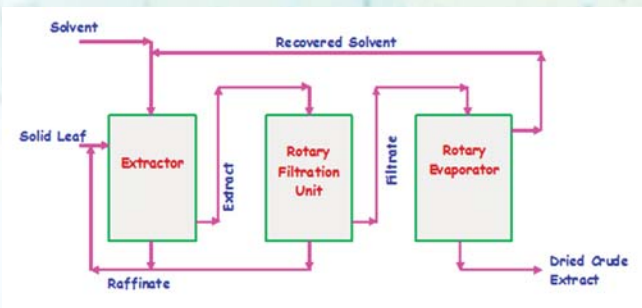 Solvent
Recovered Solvent
Solid Leaf
Extractor
Extract
Rotary
Filtration
Unit
Filtrate
Rotary
Evaporator
Raffinate
Dried Crude
Extract